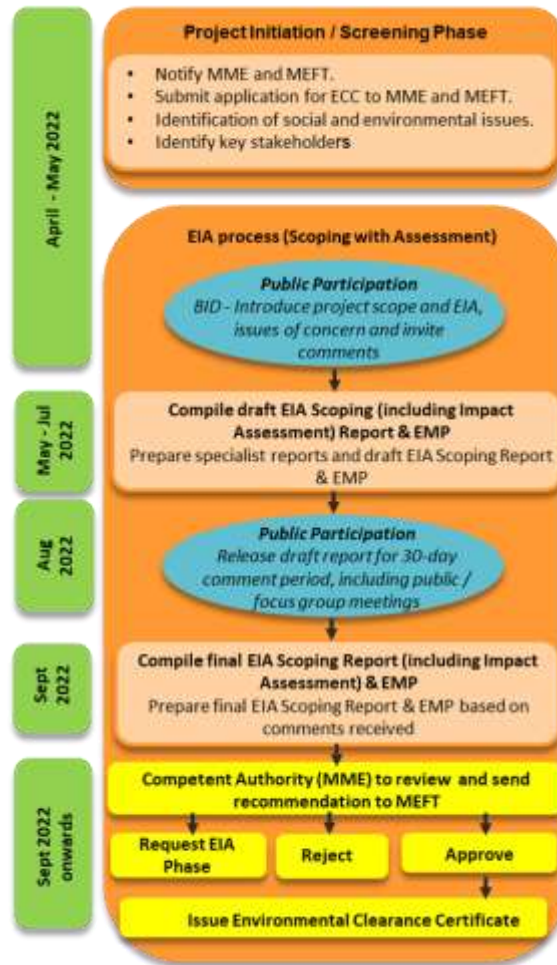 Project Initiation / Screening Phase
• Notify MME and MEFT.
• Submit application for ECC to MME and MEFT.
• Identification of social and environmental issues.
• Identify key stakeholders
April - May 2022
EIA process (Scoping with Assessment)
Public Participation
BID - Introduce project scope and EIA,
issues of concern and invite
comments
May - Jul
2022
Compile draft EIA Scoping (including Impact
Assessment) Report & EMP
Prepare specialist reports and draft EIA Scoping Report
& EMP
Aug
2022
Public Participation
Release draft report for 30-day
comment period, including public /
focus group meetings
Sept
2022
Compile final EIA Scoping Report (including Impact
Assessment) & EMP
Prepare final EIA Scoping Report & EMP based on
comments received
Sept 2022
onwards
Competent Authority (MME) to review and send
recommendation to MEFT
Request EIA
Phase
Reject
Approve
Issue Environmental Clearance Certificate